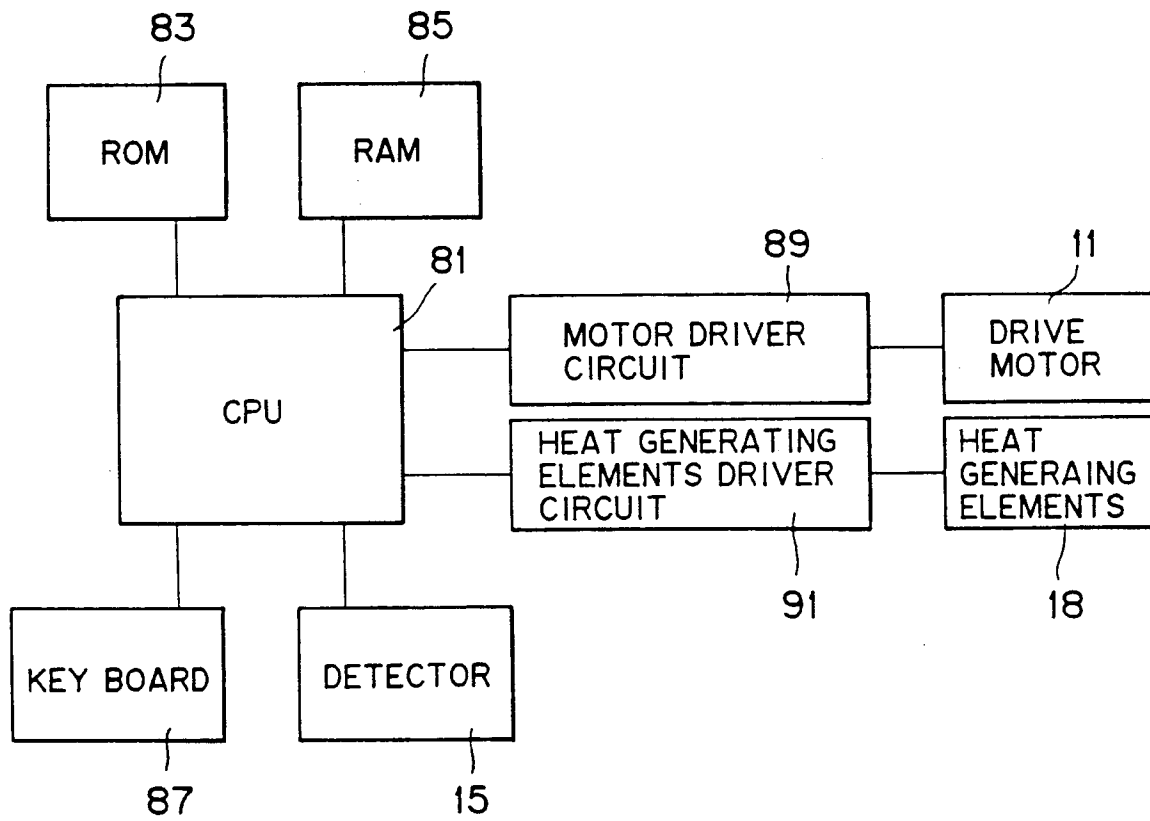 83
85
ROM
RAM
81
89
11
CPU
MOTOR DRIVER
CIRCUIT
DRIVE
MOTOR
HEAT GENERATING
ELEMENTS DRIVER
CIRCUIT
HEAT
GENERAING
ELEMENTS
91
18
KEY BOARD
DETECTOR
87
15